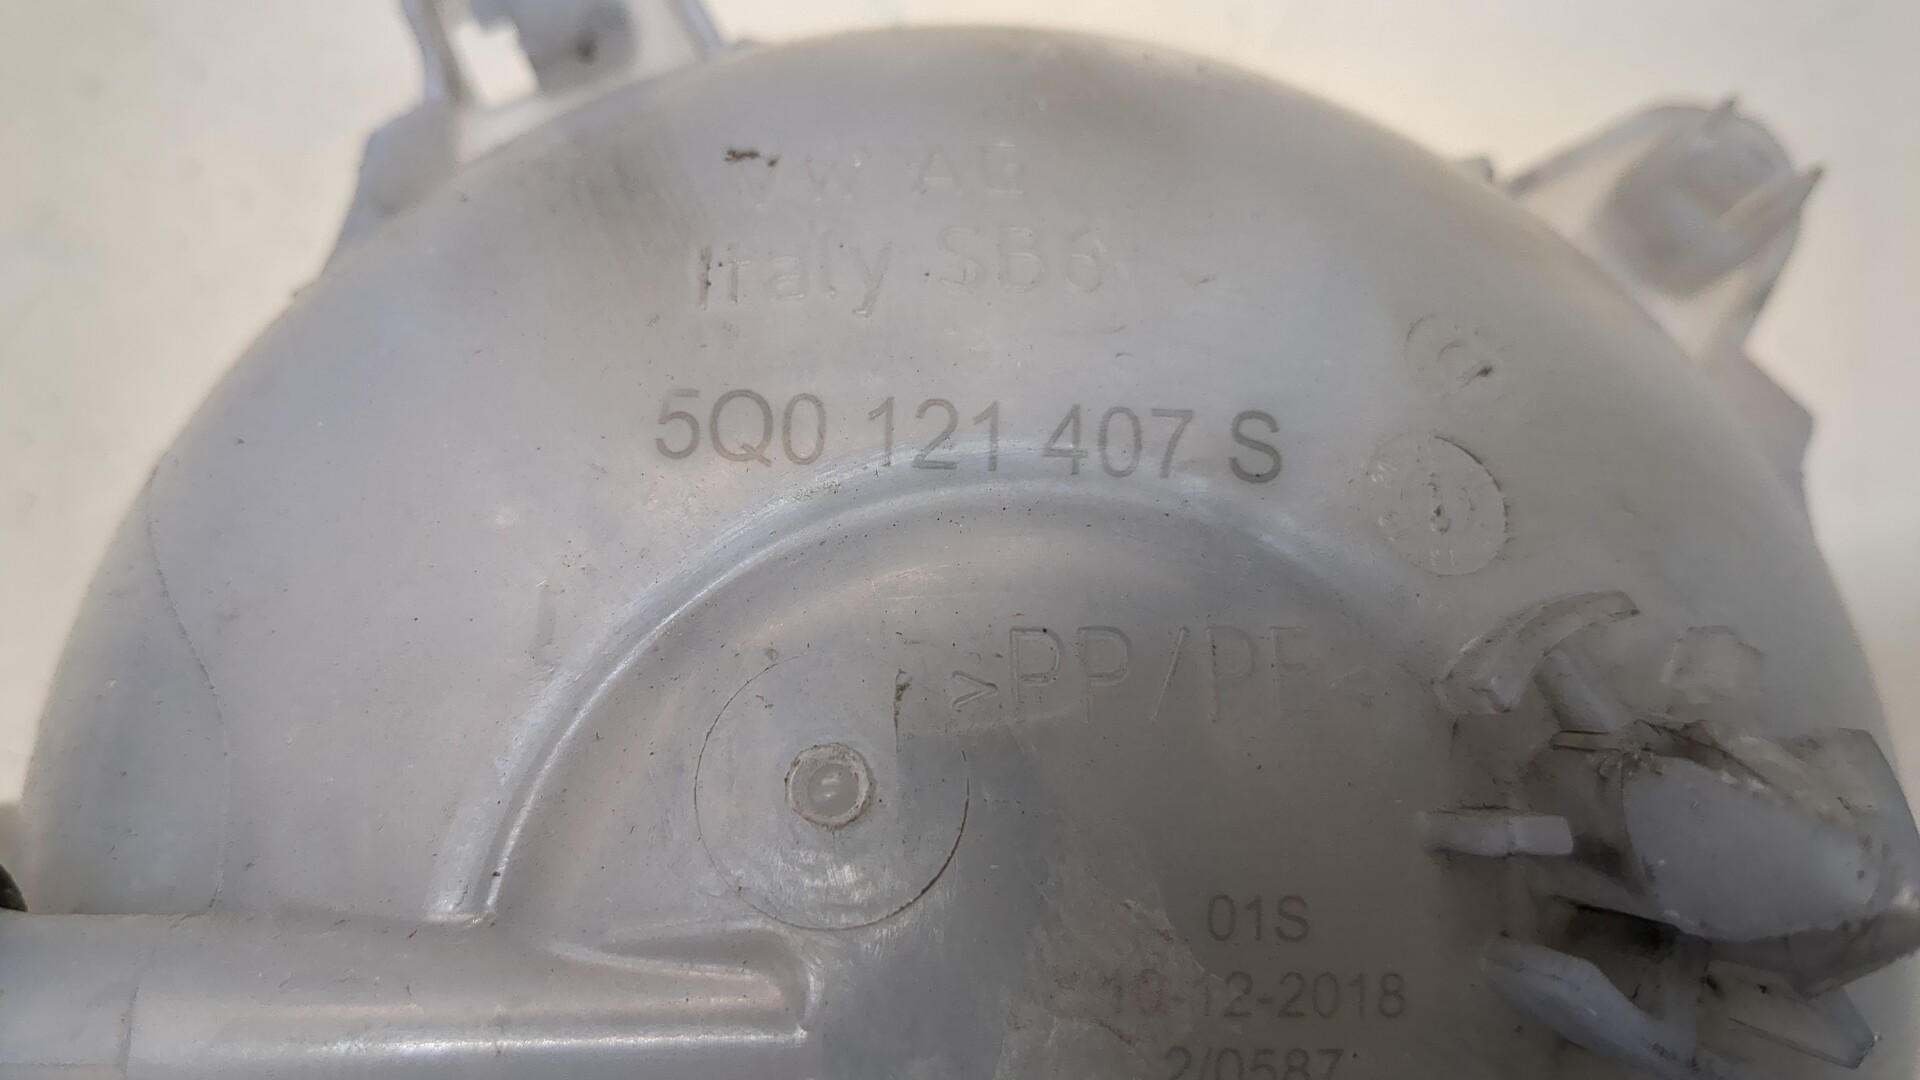 VW AG
Italy SB6
5Q0 121 407 S
>PP/PE<
01S
10-12-2018
2/0587